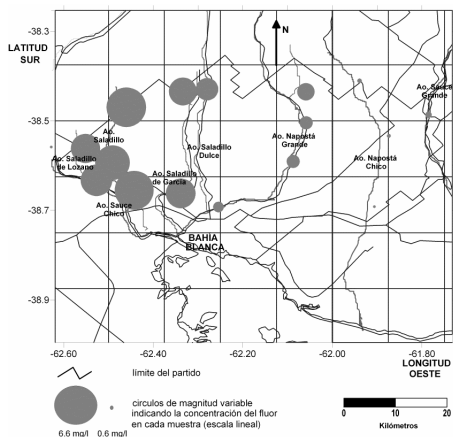 -38.3
N
LATITUD
SUR
Ao. Sauce
Grande
-38.5
Ao.
Saladillo
Ao. Saladillo
Dulce
Ao. Napostá
Grande
Ao. Saladillo
de Lozano
Ao. Napostá
Chico
Ao. Saladillo
de Garcia
Ao. Sauce
Chico
-38.7
BAHÍA
BLANCA
-38.9
-62.60
-62.40
-62.20
-62.00
-61.80
LONGITUD
OESTE
límite del partido
circulos de magnitud variable
indicando la concentración del fluor
en cada muestra (escala lineal)
6.6 mg/l 0.6 mg/l
0 10 20
Kilómetros